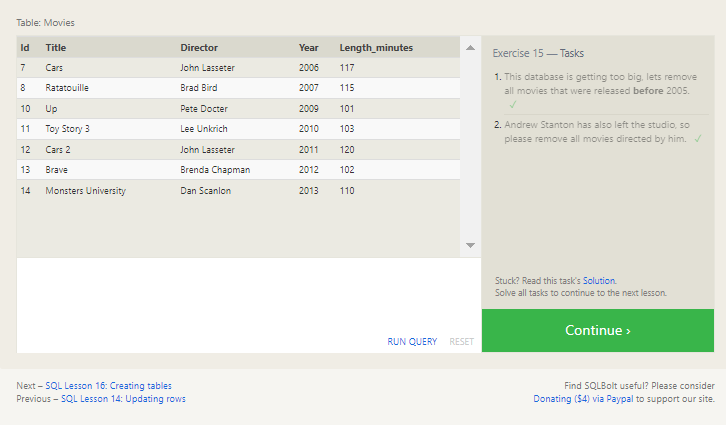 Table: Movies
Id Title Director Year Length_minutes
7 Cars John Lasseter 2006 117
8 Ratatouille Brad Bird 2007 115
10 Up Pete Docter 2009 101
11 Toy Story 3 Lee Unkrich 2010 103
12 Cars 2 John Lasseter 2011 120
13 Brave Brenda Chapman 2012 102
14 Monsters University Dan Scanlon 2013 110
RUN QUERY RESET
Exercise 15 — Tasks
1. This database is getting too big, lets remove
all movies that were released before 2005.
✓
2. Andrew Stanton has also left the studio, so
please remove all movies directed by him. ✓
Stuck? Read this task's Solution.
Solve all tasks to continue to the next lesson.
Continue ›
Next – SQL Lesson 16: Creating tables
Previous – SQL Lesson 14: Updating rows
Find SQLBolt useful? Please consider
Donating ($4) via Paypal to support our site.